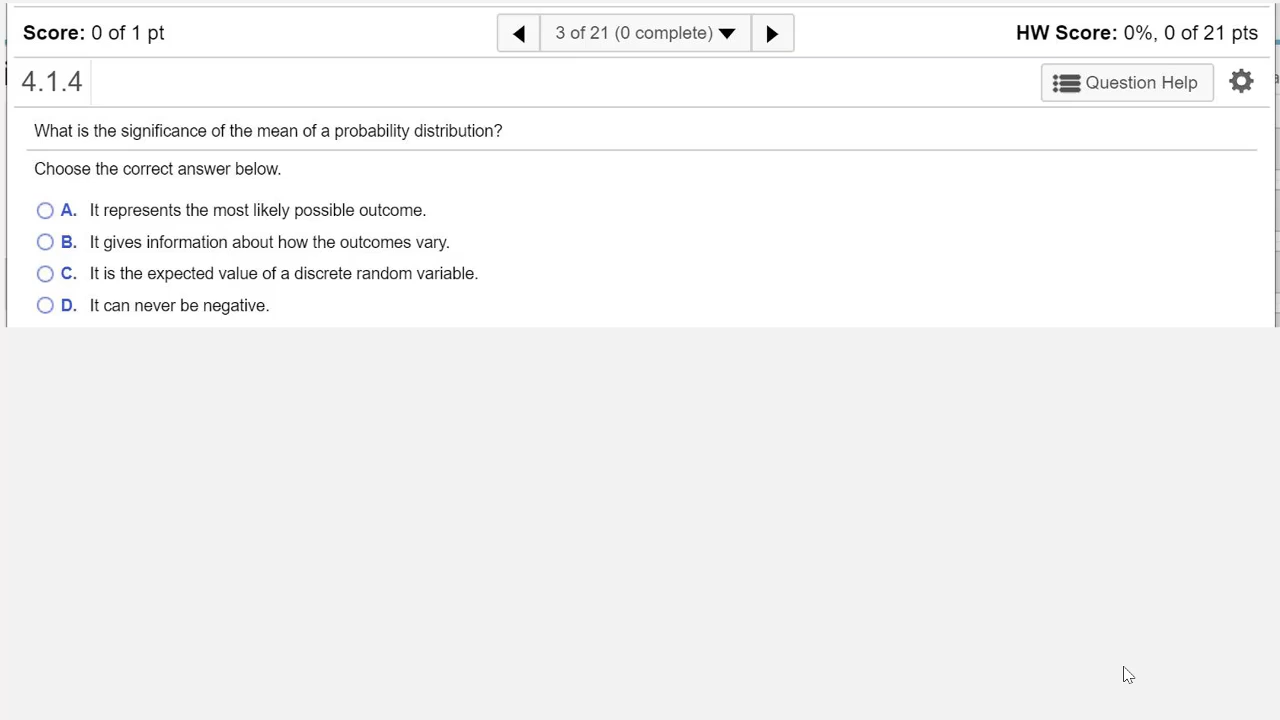 Score: 0 of 1 pt
3 of 21 (0 complete)
HW Score: 0%, 0 of 21 pts
4.1.4
Question Help
What is the significance of the mean of a probability distribution?
Choose the correct answer below.
A. It represents the most likely possible outcome.
B. It gives information about how the outcomes vary.
C. It is the expected value of a discrete random variable.
D. It can never be negative.